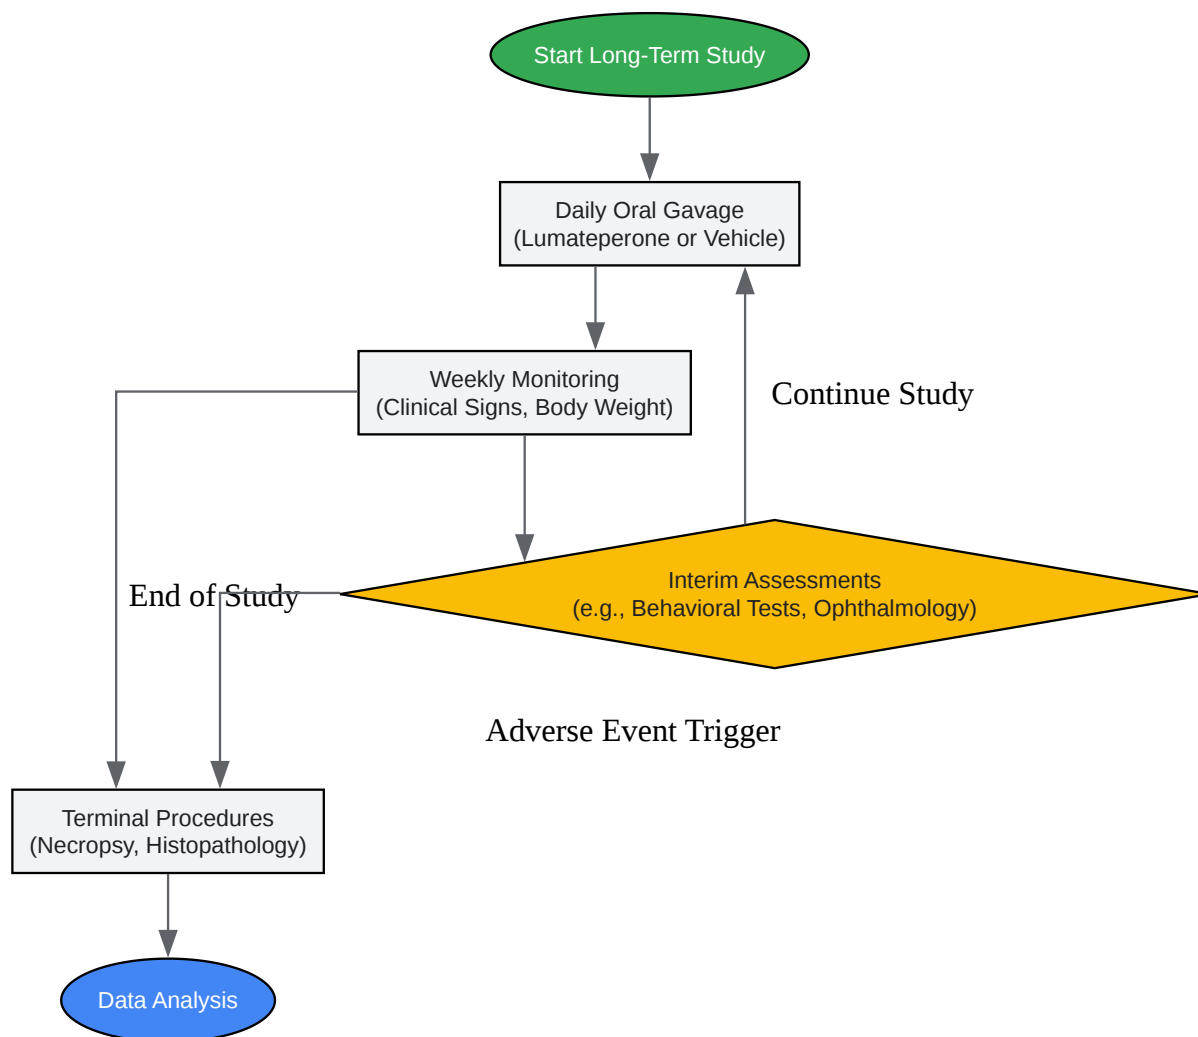 Start Long-Term Study
Daily Oral Gavage
(Lumateperone or Vehicle)
Weekly Monitoring
(Clinical Signs, Body Weight)
Continue Study
Interim Assessments
(e.g., Behavioral Tests, Ophthalmology)
End of Study
Adverse Event Trigger
Terminal Procedures
(Necropsy, Histopathology)
Data Analysis